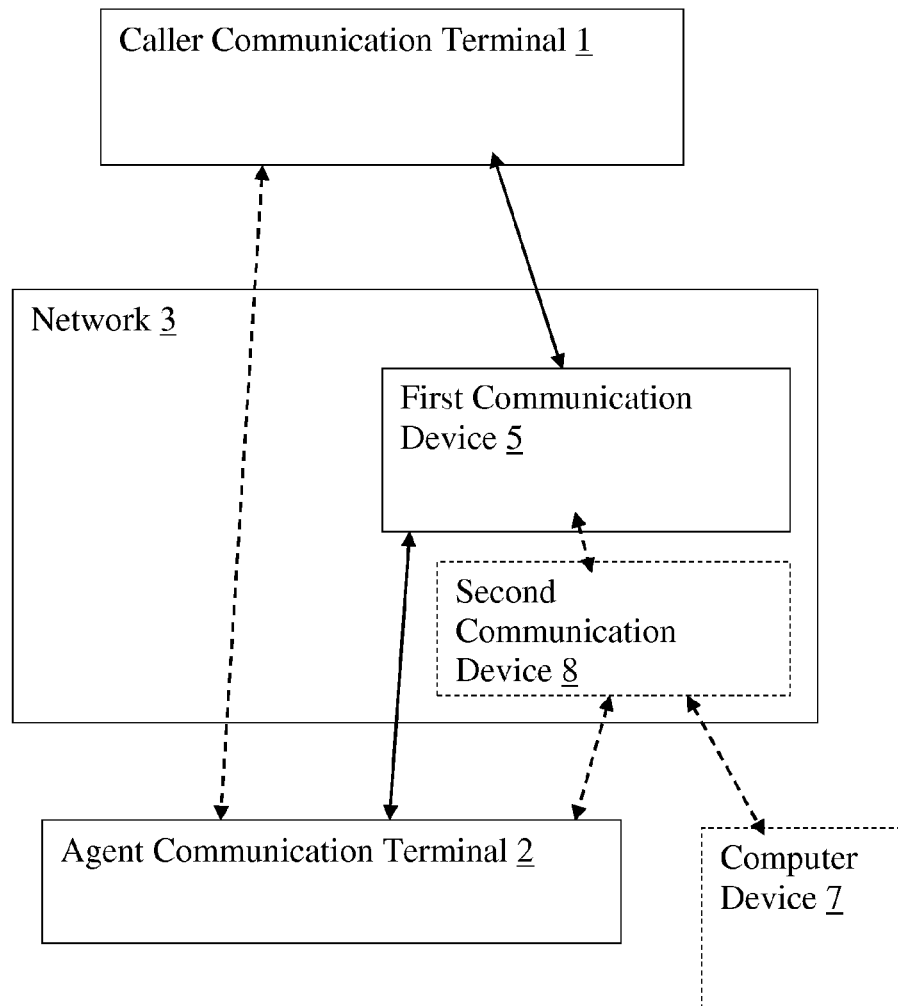 Caller Communication Terminal 1
Network 3
First Communication
Device 5
Second
Communication
Device 8
Agent Communication Terminal 2
Computer
Device 7